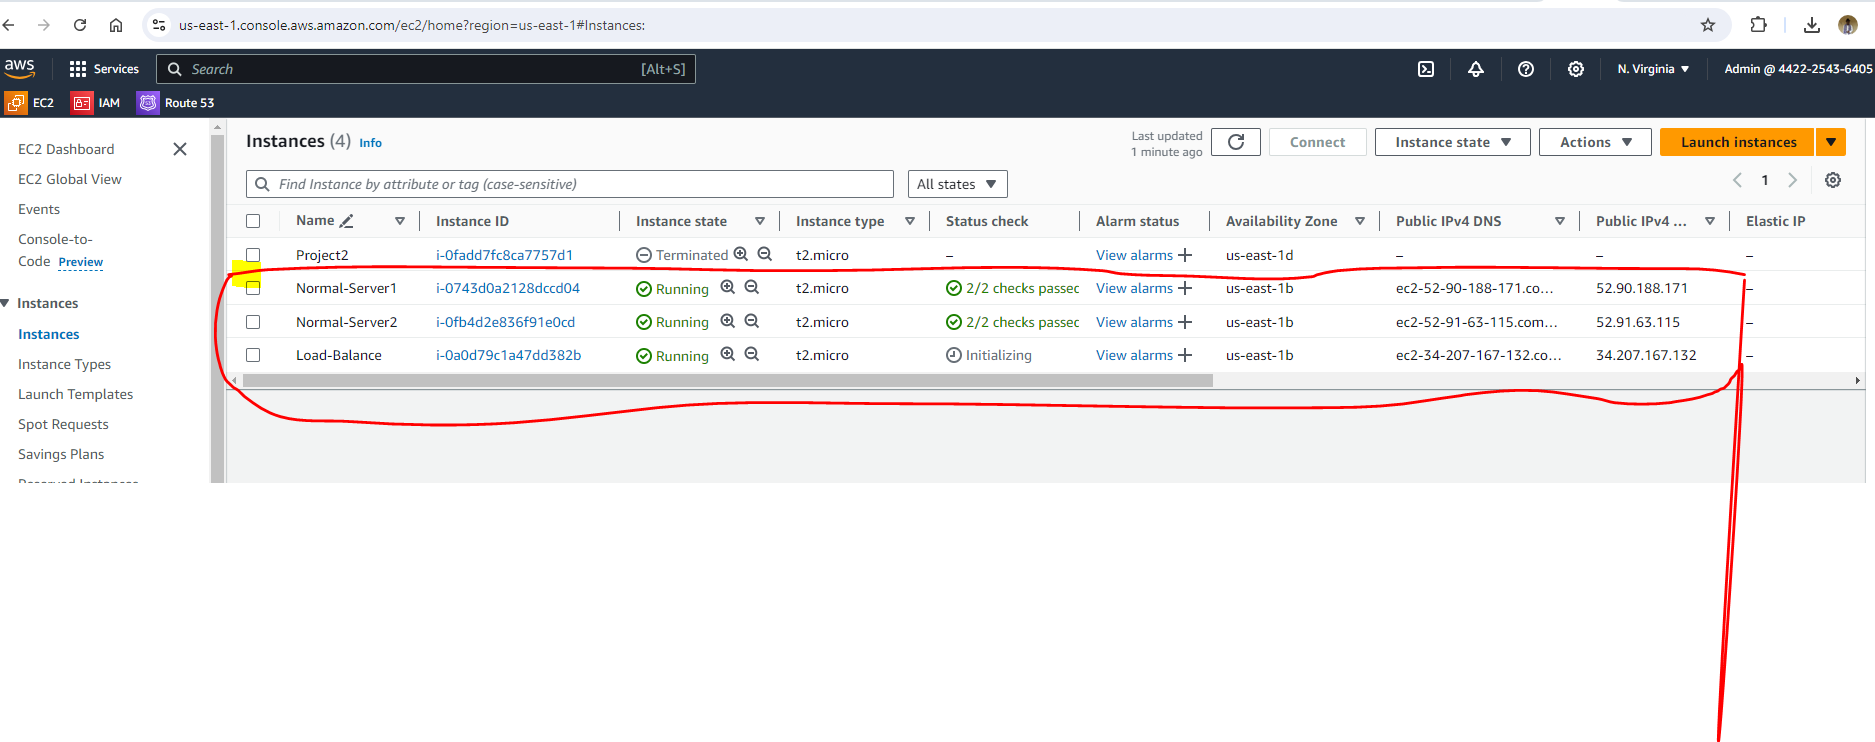 us-east-1.console.aws.amazon.com/ec2/home?region=us-east-1#Instances:
aws Services Search [Alt+S] N. Virginia Admin @ 4422-2543-6405
EC2 IAM Route 53
EC2 Dashboard
EC2 Global View
Events
Console-to-
Code Preview
Instances
Instances
Instance Types
Launch Templates
Spot Requests
Savings Plans
Reserved Instances
Instances (4) Info
Last updated
1 minute ago
Connect Instance state Actions Launch instances
Find Instance by attribute or tag (case-sensitive) All states 1
Name Instance ID Instance state Instance type Status check Alarm status Availability Zone Public IPv4 DNS Public IPv4 ... Elastic IP
Project2 i-0fadd7fc8ca7757d1 Terminated t2.micro – View alarms + us-east-1d – – –
Normal-Server1 i-0743d0a2128dccd04 Running t2.micro 2/2 checks passec View alarms + us-east-1b ec2-52-90-188-171.co... 52.90.188.171 –
Normal-Server2 i-0fb4d2e836f91e0cd Running t2.micro 2/2 checks passec View alarms + us-east-1b ec2-52-91-63-115.com... 52.91.63.115 –
Load-Balance i-0a0d79c1a47dd382b Running t2.micro Initializing View alarms + us-east-1b ec2-34-207-167-132.co... 34.207.167.132 –